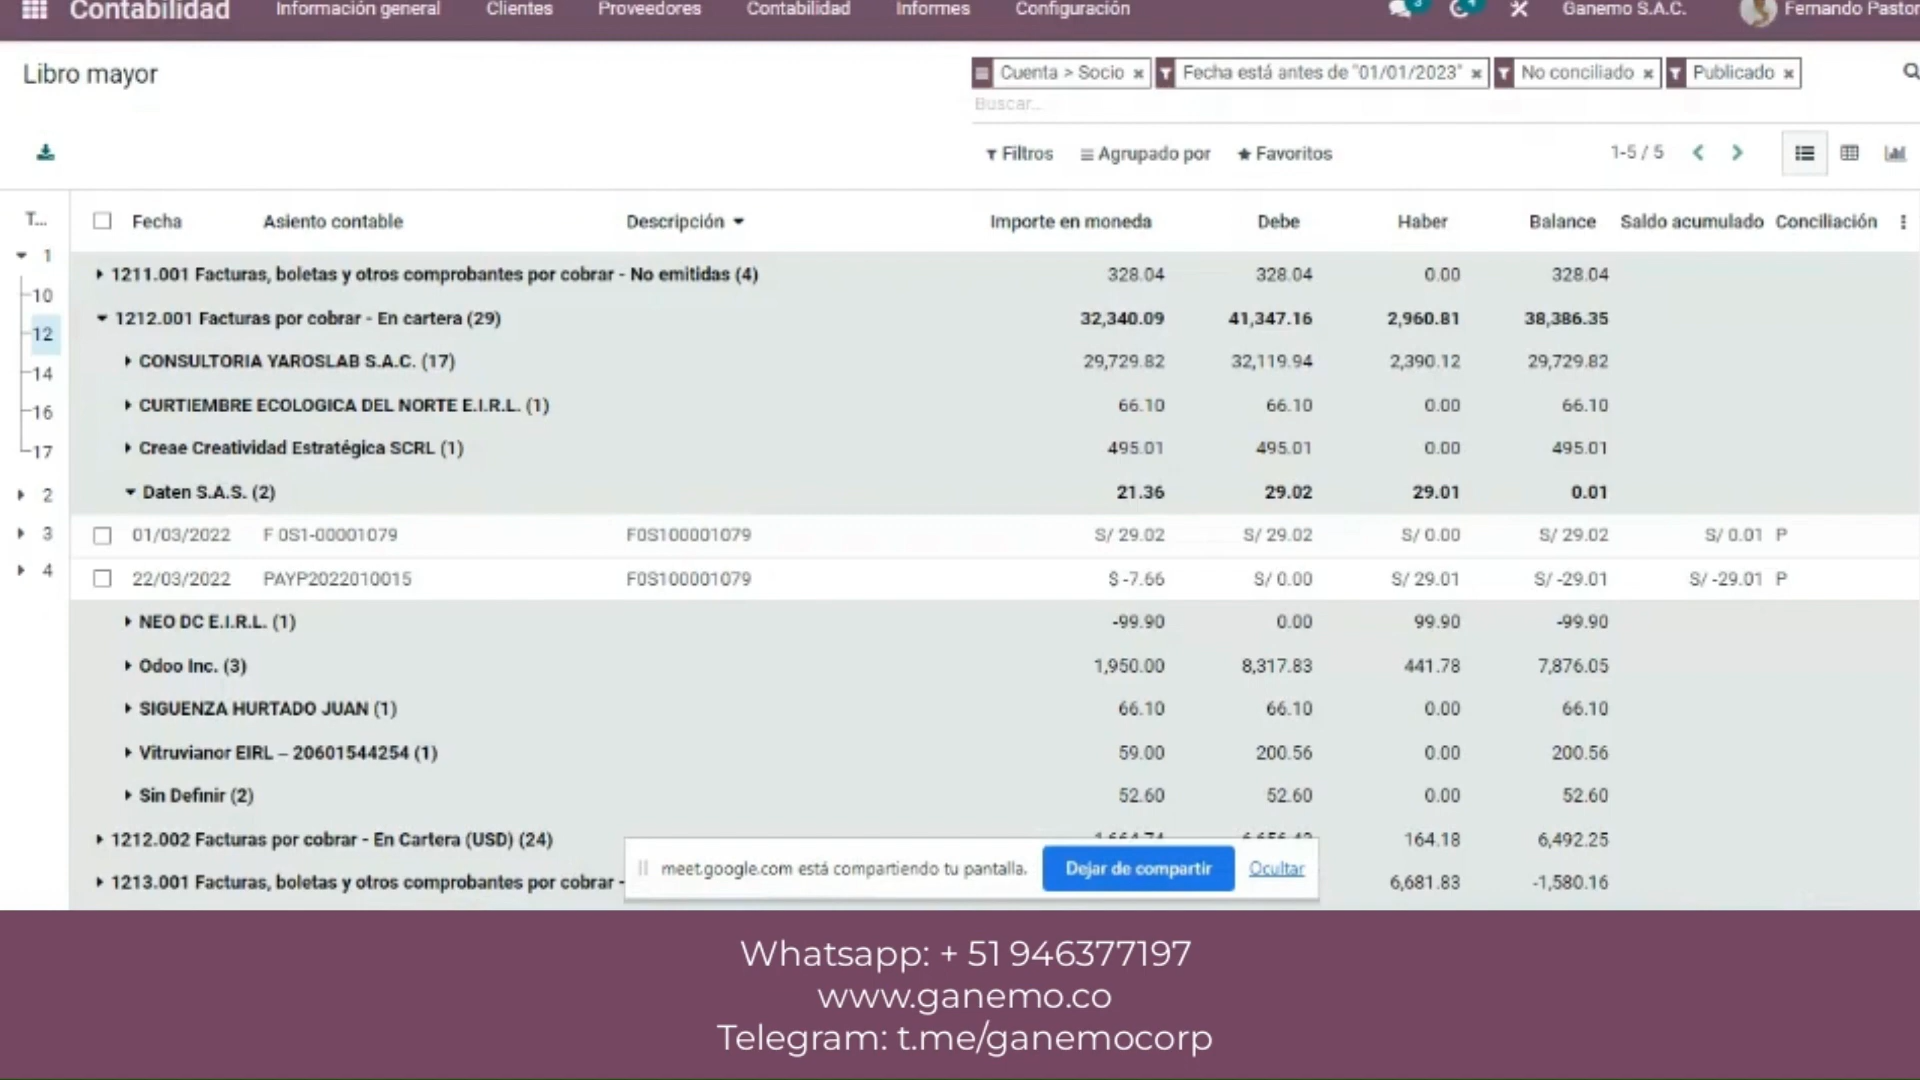 Contabilidad Información general Clientes Proveedores Contabilidad Informes Configuración 3 4 Ganemo S.A.C. Fernando Pastor
Libro mayor
Cuenta > Socio × Fecha está antes de "01/01/2023" × No conciliado × Publicado ×
Buscar...
Filtros Agrupado por Favoritos 1-5 / 5
T... Fecha Asiento contable Descripción Importe en moneda Debe Haber Balance Saldo acumulado Conciliación
1
10
12
14
16
17
2
3
4
1211.001 Facturas, boletas y otros comprobantes por cobrar - No emitidas (4) 328.04 328.04 0.00 328.04
1212.001 Facturas por cobrar - En cartera (29) 32,340.09 41,347.16 2,960.81 38,386.35
CONSULTORIA YAROSLAB S.A.C. (17) 29,729.82 32,119.94 2,390.12 29,729.82
CURTIEMBRE ECOLOGICA DEL NORTE E.I.R.L. (1) 66.10 66.10 0.00 66.10
Creae Creatividad Estratégica SCRL (1) 495.01 495.01 0.00 495.01
Daten S.A.S. (2) 21.36 29.02 29.01 0.01
01/03/2022 F 0S1-00001079 F0S100001079 S/ 29.02 S/ 29.02 S/ 0.00 S/ 29.02 S/ 0.01 P
22/03/2022 PAYP2022010015 F0S100001079 $ -7.66 S/ 0.00 S/ 29.01 S/ -29.01 S/ -29.01 P
NEO DC E.I.R.L. (1) -99.90 0.00 99.90 -99.90
Odoo Inc. (3) 1,950.00 8,317.83 441.78 7,876.05
SIGUENZA HURTADO JUAN (1) 66.10 66.10 0.00 66.10
Vitruvianor EIRL – 20601544254 (1) 59.00 200.56 0.00 200.56
Sin Definir (2) 52.60 52.60 0.00 52.60
1212.002 Facturas por cobrar - En Cartera (USD) (24) 164.18 6,492.25
1213.001 Facturas, boletas y otros comprobantes por cobrar - 6,681.83 -1,580.16
meet.google.com está compartiendo tu pantalla. Dejar de compartir Ocultar
Whatsapp: + 51 946377197
www.ganemo.co
Telegram: t.me/ganemocorp